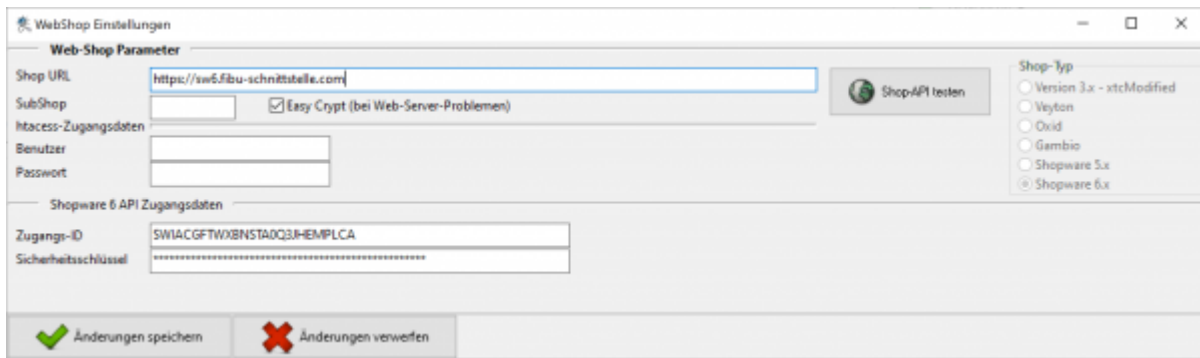 WebShop Einstellungen
Web-Shop Parameter
Shop URL
https://sw6.fibu-schnittstelle.com
Shop-API testen
SubShop
Easy Crypt (bei Web-Server-Problemen)
htacess-Zugangsdaten
Benutzer
Passwort
Shop-Typ
Version 3.x - xtcModified
Veyton
Oxid
Gambio
Shopware 5.x
Shopware 6.x
Shopware 6 API Zugangsdaten
Zugangs-ID
Sicherheitsschlüssel
Änderungen speichern
Änderungen verwerfen